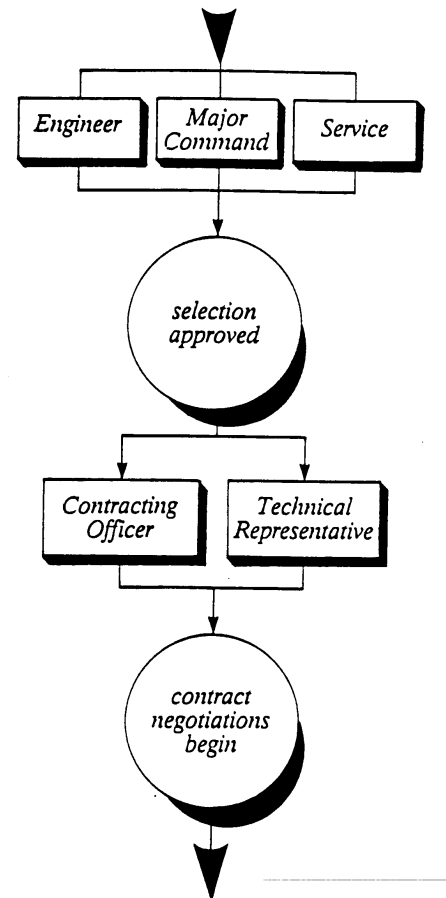 Engineer
Major
Command
Service
selection
approved
Contracting
Officer
Technical
Representative
contract
negotiations
begin